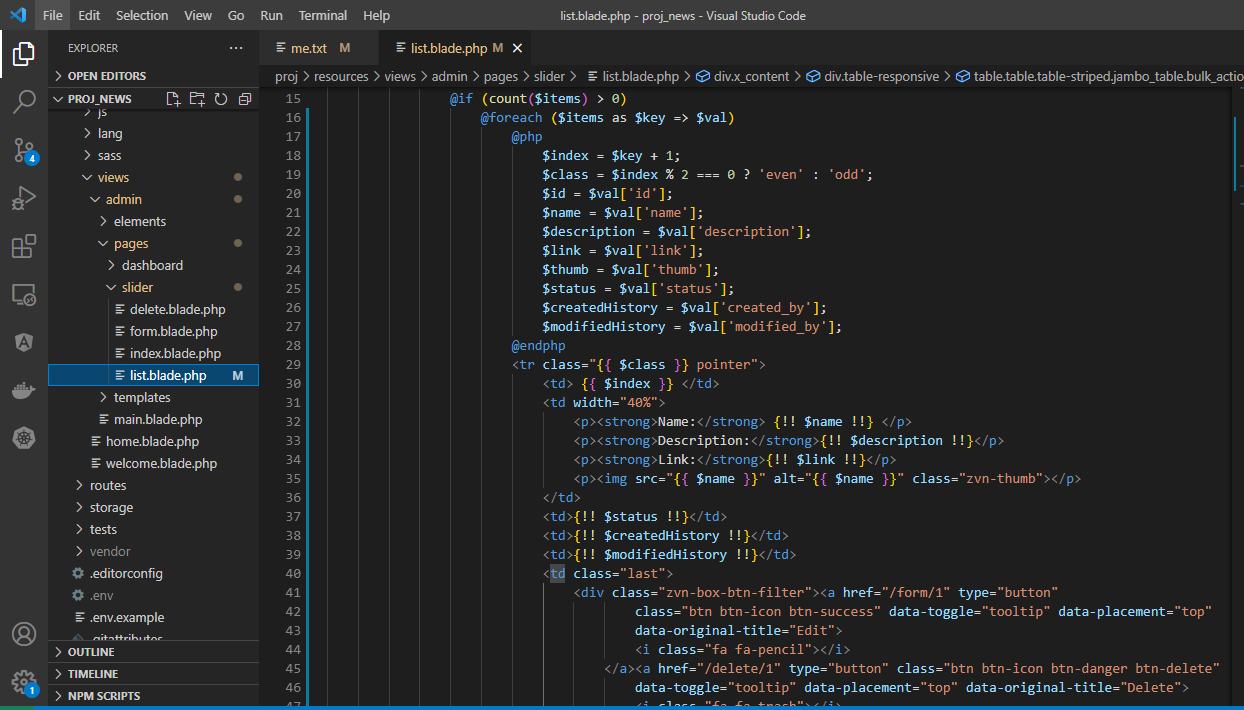 File Edit Selection View Go Run Terminal Help list.blade.php - proj_news - Visual Studio Code
EXPLORER ...
me.txt M list.blade.php M
OPEN EDITORS
proj > resources > views > admin > pages > slider > list.blade.php > div.x_content > div.table-responsive > table.table.table-striped.jambo_table.bulk_actio
PROJ_NEWS
js
lang
sass
views
admin
elements
pages
dashboard
slider
delete.blade.php
form.blade.php
index.blade.php
list.blade.php M
templates
main.blade.php
home.blade.php
welcome.blade.php
routes
storage
tests
vendor
.editorconfig
.env
.env.example
.gitattributes
OUTLINE
TIMELINE
NPM SCRIPTS
4
1
15 @if (count($items) > 0)
16 @foreach ($items as $key => $val)
17 @php
18 $index = $key + 1;
19 $class = $index % 2 === 0 ? 'even' : 'odd';
20 $id = $val['id'];
21 $name = $val['name'];
22 $description = $val['description'];
23 $link = $val['link'];
24 $thumb = $val['thumb'];
25 $status = $val['status'];
26 $createdHistory = $val['created_by'];
27 $modifiedHistory = $val['modified_by'];
28 @endphp
29 <tr class="{{ $class }} pointer">
30 <td> {{ $index }} </td>
31 <td width="40%">
32 <p><strong>Name:</strong> {!! $name !!} </p>
33 <p><strong>Description:</strong>{!! $description !!}</p>
34 <p><strong>Link:</strong>{!! $link !!}</p>
35 <p><img src="{{ $name }}" alt="{{ $name }}" class="zvn-thumb"></p>
36 </td>
37 <td>{!! $status !!}</td>
38 <td>{!! $createdHistory !!}</td>
39 <td>{!! $modifiedHistory !!}</td>
40 <td class="last">
41 <div class="zvn-box-btn-filter"><a href="/form/1" type="button"
42 class="btn btn-icon btn-success" data-toggle="tooltip" data-placement="top"
43 data-original-title="Edit">
44 <i class="fa fa-pencil"></i>
45 </a><a href="/delete/1" type="button" class="btn btn-icon btn-danger btn-delete"
46 data-toggle="tooltip" data-placement="top" data-original-title="Delete">
47 <i class="fa fa-trash"></i>